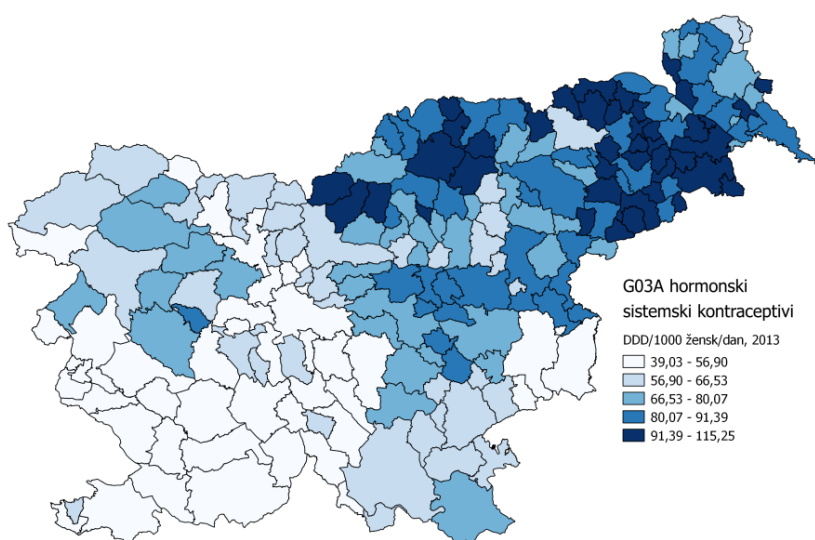 G03A hormonski
sistemski kontraceptivi
DDD/1000 žensk/dan, 2013
39,03 - 56,90
56,90 - 66,53
66,53 - 80,07
80,07 - 91,39
91,39 - 115,25